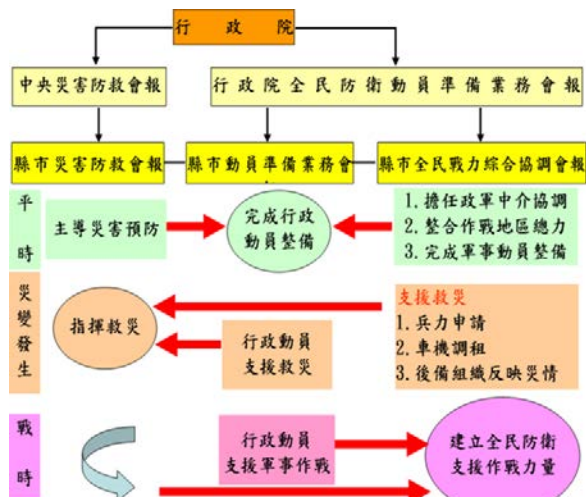 行政院
中央災害防救會報
行政院全民防衛動員準備業務會報
縣市災害防救會報
縣市動員準備業務會
縣市全民戰力綜合協調會報
平時
主導災害預防
完成行政
動員整備
1.擔任政軍中介協調
2.整合作戰地區總力
3.完成軍事動員整備
災變發生
指揮救災
行政動員
支援救災
支援救災
1.兵力申請
2.車機調租
3.後備組織反映災情
戰時
行政動員
支援軍事作戰
建立全民防衛
支援作戰力量